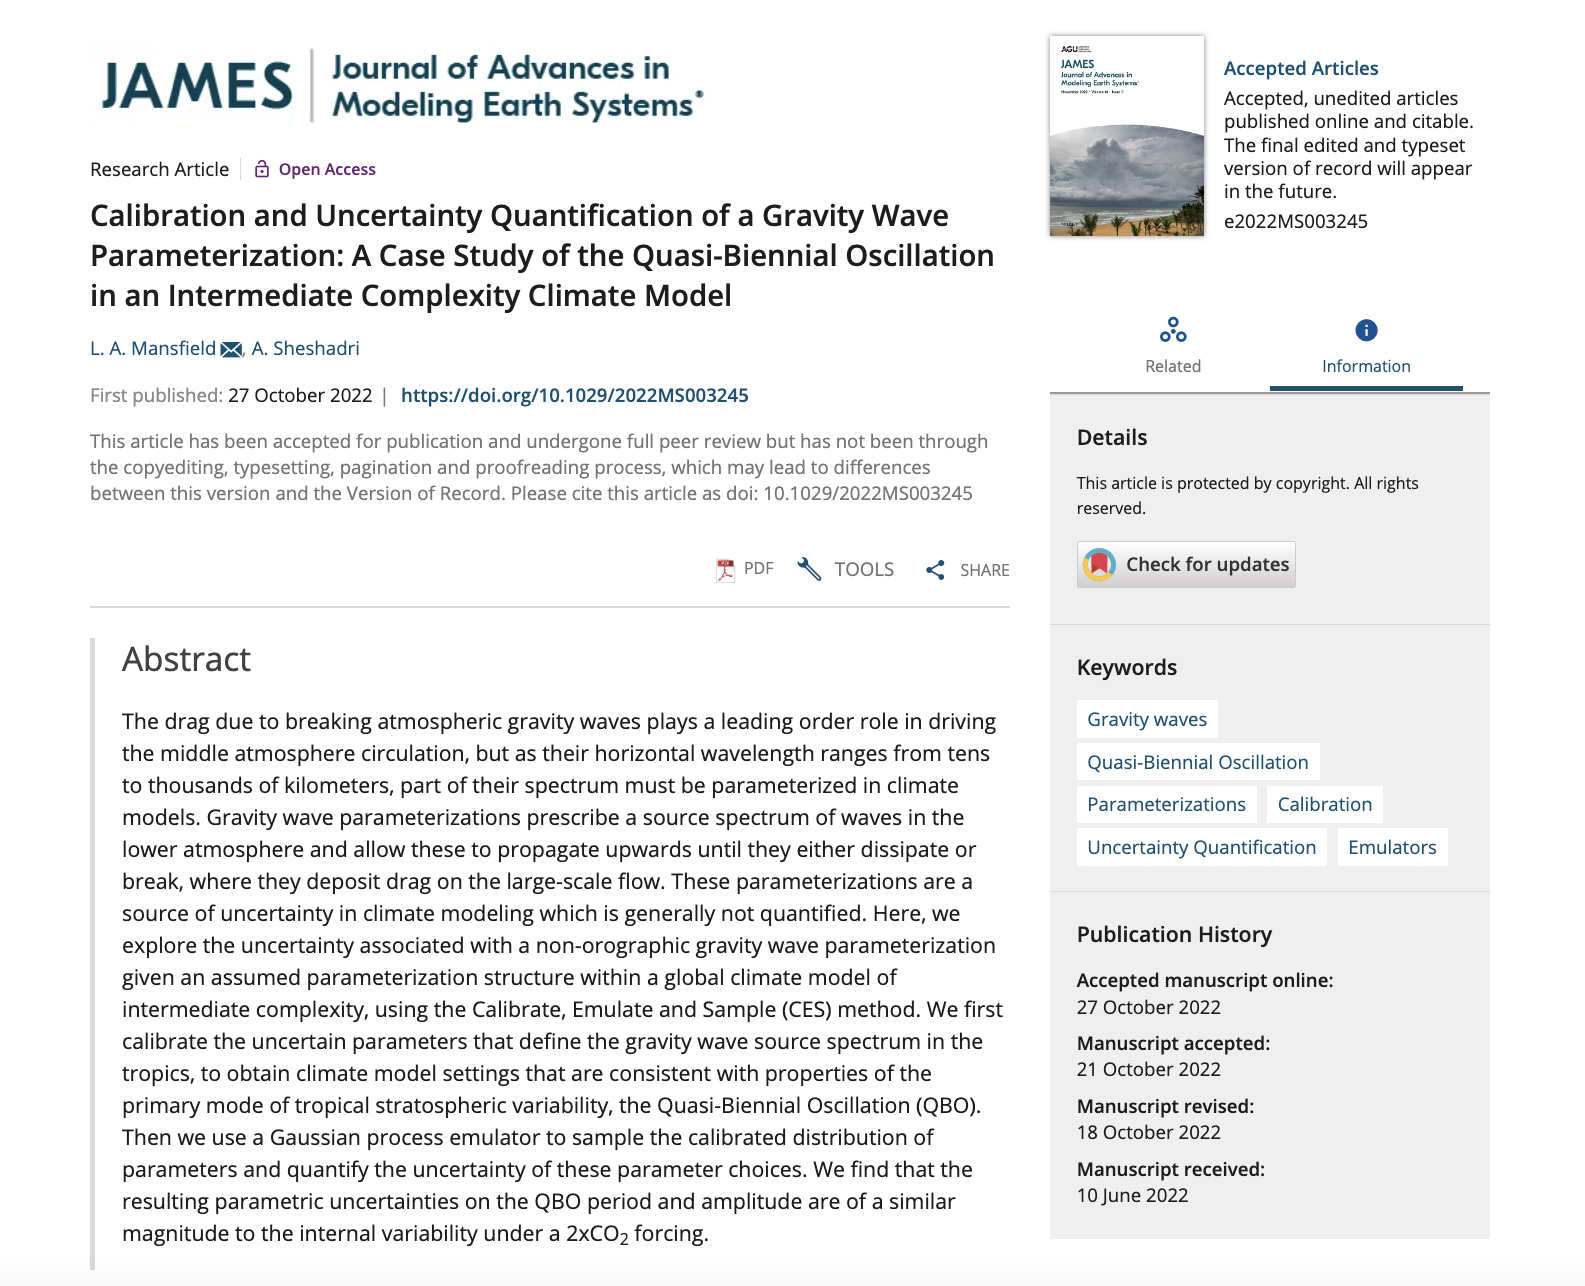 JAMES
Journal of Advances in
Modeling Earth Systems
Research Article
Open Access
Calibration and Uncertainty Quantification of a Gravity Wave
Parameterization: A Case Study of the Quasi-Biennial Oscillation
in an Intermediate Complexity Climate Model
L. A. Mansfield, A. Sheshadri
First published: 27 October 2022 | https://doi.org/10.1029/2022MS003245
This article has been accepted for publication and undergone full peer review but has not been through
the copyediting, typesetting, pagination and proofreading process, which may lead to differences
between this version and the Version of Record. Please cite this article as doi: 10.1029/2022MS003245
PDF
TOOLS
SHARE
Abstract
The drag due to breaking atmospheric gravity waves plays a leading order role in driving
the middle atmosphere circulation, but as their horizontal wavelength ranges from tens
to thousands of kilometers, part of their spectrum must be parameterized in climate
models. Gravity wave parameterizations prescribe a source spectrum of waves in the
lower atmosphere and allow these to propagate upwards until they either dissipate or
break, where they deposit drag on the large-scale flow. These parameterizations are a
source of uncertainty in climate modeling which is generally not quantified. Here, we
explore the uncertainty associated with a non-orographic gravity wave parameterization
given an assumed parameterization structure within a global climate model of
intermediate complexity, using the Calibrate, Emulate and Sample (CES) method. We first
calibrate the uncertain parameters that define the gravity wave source spectrum in the
tropics, to obtain climate model settings that are consistent with properties of the
primary mode of tropical stratospheric variability, the Quasi-Biennial Oscillation (QBO).
Then we use a Gaussian process emulator to sample the calibrated distribution of
parameters and quantify the uncertainty of these parameter choices. We find that the
resulting parametric uncertainties on the QBO period and amplitude are of a similar
magnitude to the internal variability under a 2xCO₂ forcing.
AGU
JAMES
Journal of Advances in
Modeling Earth Systems
November 2022 • Volume 14 • Issue 11
Accepted Articles
Accepted, unedited articles
published online and citable.
The final edited and typeset
version of record will appear
in the future.
e2022MS003245
Related
Information
Details
This article is protected by copyright. All rights
reserved.
Check for updates
Keywords
Gravity waves
Quasi-Biennial Oscillation
Parameterizations
Calibration
Uncertainty Quantification
Emulators
Publication History
Accepted manuscript online:
27 October 2022
Manuscript accepted:
21 October 2022
Manuscript revised:
18 October 2022
Manuscript received:
10 June 2022